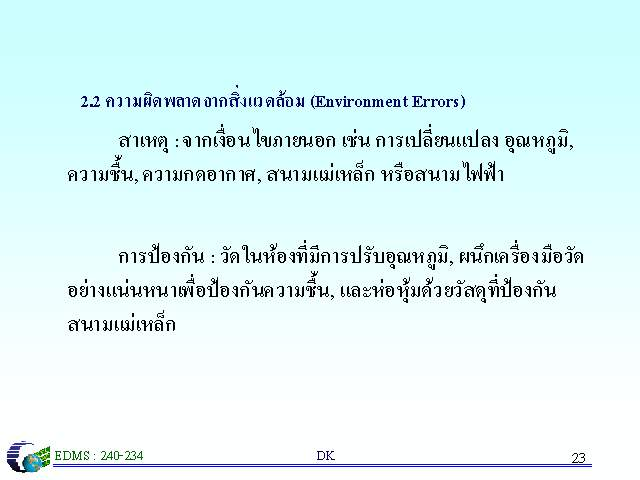 2.2 ความผิดพลาดจากสิ่งแวดล้อม (Environment Errors)
สาเหตุ : จากเงื่อนไขภายนอก เช่น การเปลี่ยนแปลง อุณหภูมิ,
ความชื้น, ความกดอากาศ, สนามแม่เหล็ก หรือสนามไฟฟ้า
การป้องกัน : วัดในห้องที่มีการปรับอุณหภูมิ, ผนึกเครื่องมือวัด
อย่างแน่นหนาเพื่อป้องกันความชื้น, และห่อหุ้มด้วยวัสดุที่ป้องกัน
สนามแม่เหล็ก
EDMS : 240-234 DK 23